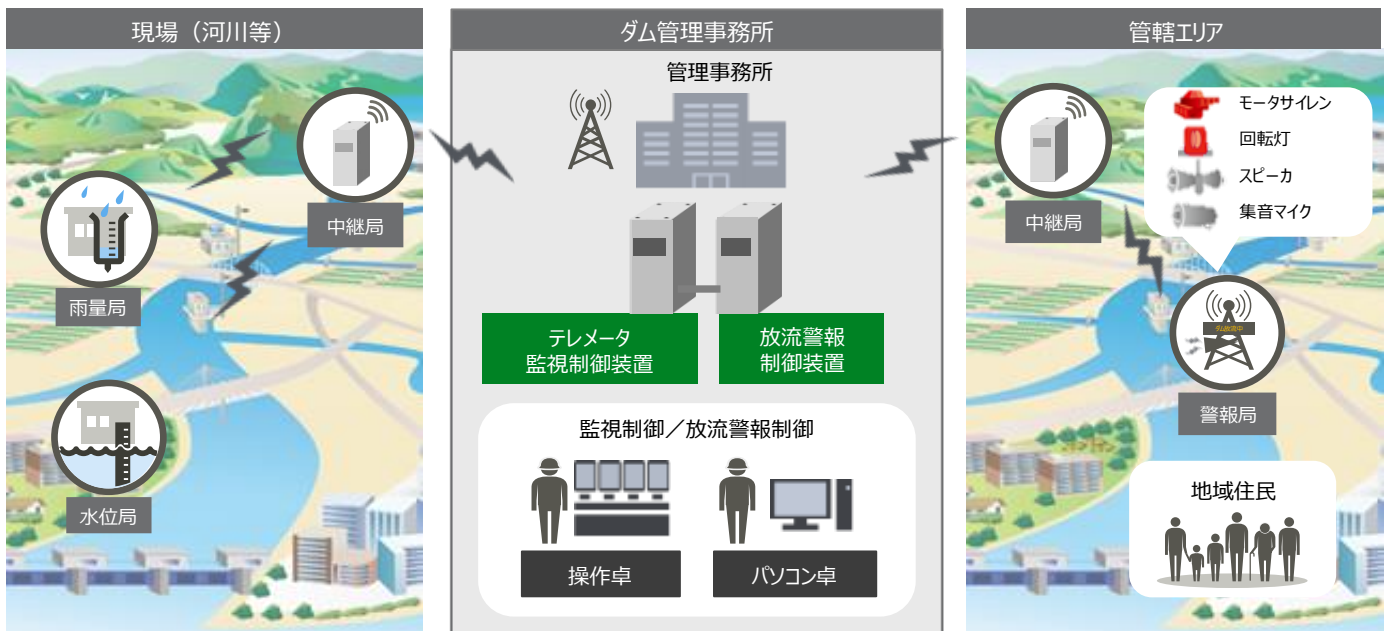 現場（河川等）
中継局
雨量局
水位局
ダム管理事務所
管理事務所
テレメータ
監視制御装置
放流警報
制御装置
監視制御／放流警報制御
操作卓
パソコン卓
管轄エリア
モータサイレン
回転灯
スピーカ
集音マイク
中継局
警報局
地域住民